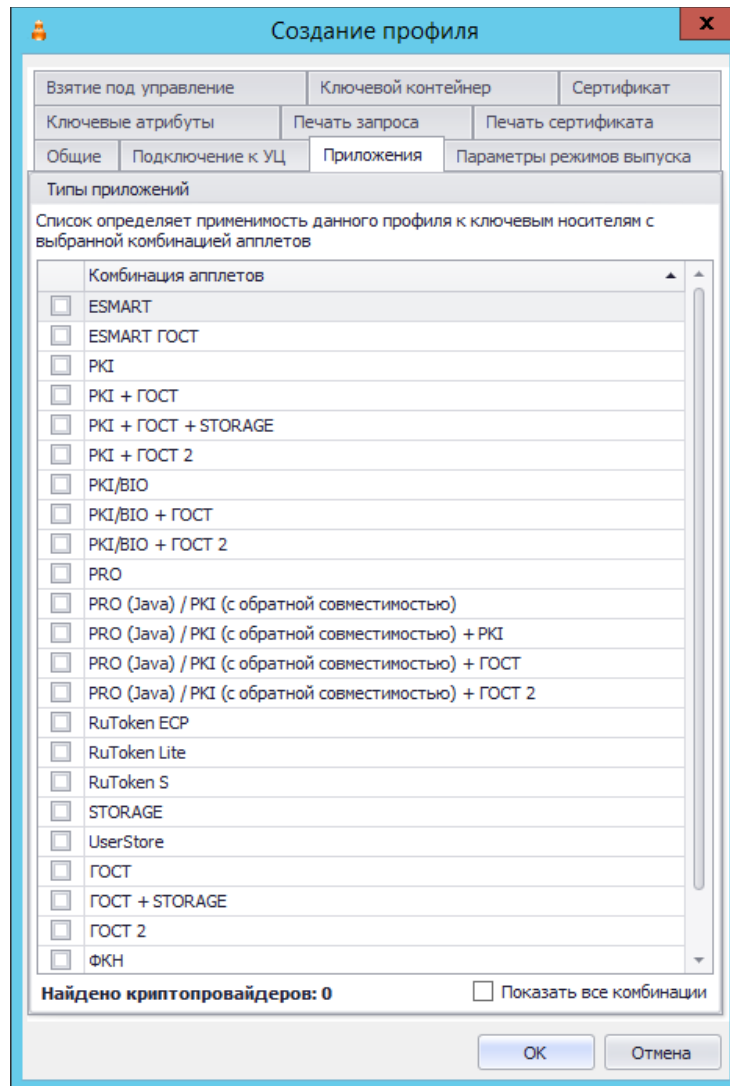 Создание профиля
x
Взятие под управление
Ключевой контейнер
Сертификат
Ключевые атрибуты
Печать запроса
Печать сертификата
Общие
Подключение к УЦ
Приложения
Параметры режимов выпуска
Типы приложений
Список определяет применимость данного профиля к ключевым носителям с
выбранной комбинацией апплетов
Комбинация апплетов
ESMART
ESMART ГОСТ
PKI
PKI + ГОСТ
PKI + ГОСТ + STORAGE
PKI + ГОСТ 2
PKI/BIO
PKI/BIO + ГОСТ
PKI/BIO + ГОСТ 2
PRO
PRO (Java) / PKI (с обратной совместимостью)
PRO (Java) / PKI (с обратной совместимостью) + PKI
PRO (Java) / PKI (с обратной совместимостью) + ГОСТ
PRO (Java) / PKI (с обратной совместимостью) + ГОСТ 2
RuToken ECP
RuToken Lite
RuToken S
STORAGE
UserStore
ГОСТ
ГОСТ + STORAGE
ГОСТ 2
ФКН
Найдено криптопровайдеров: 0
Показать все комбинации
ОК
Отмена